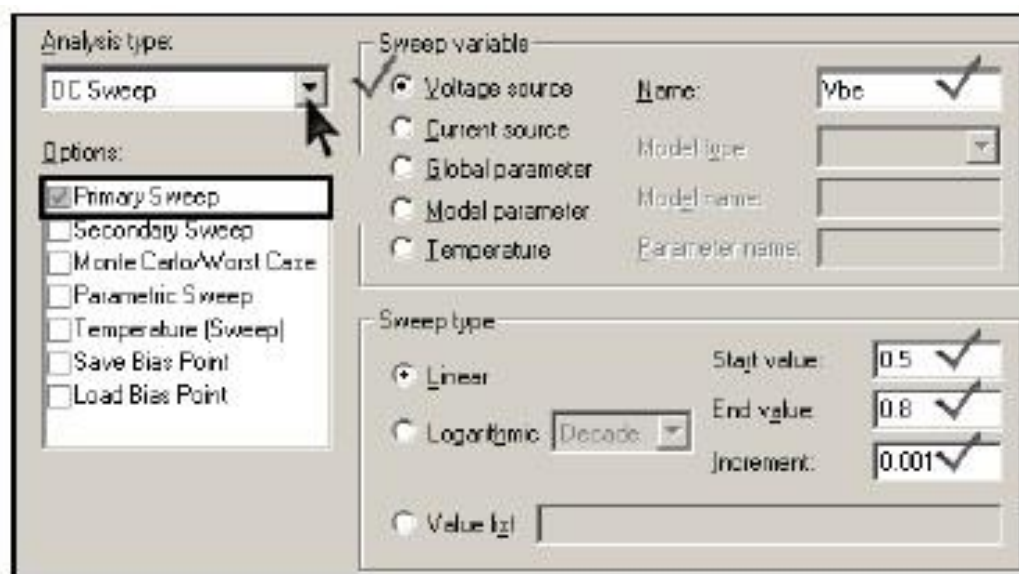 Analysis type:
DC Sweep
Options:
Primary Sweep
Secondary Sweep
Monte Carlo/Worst Case
Parametric Sweep
Temperature (Sweep)
Save Bias Point
Load Bias Point
Sweep variable
Voltage source
Current source
Global parameter
Model parameter
Temperature
Name: Vbe
Model type:
Model name:
Parameter name:
Sweep type
Linear
Logarithmic Decade
Value list
Start value: 0.5
End value: 0.8
Increment: 0.001